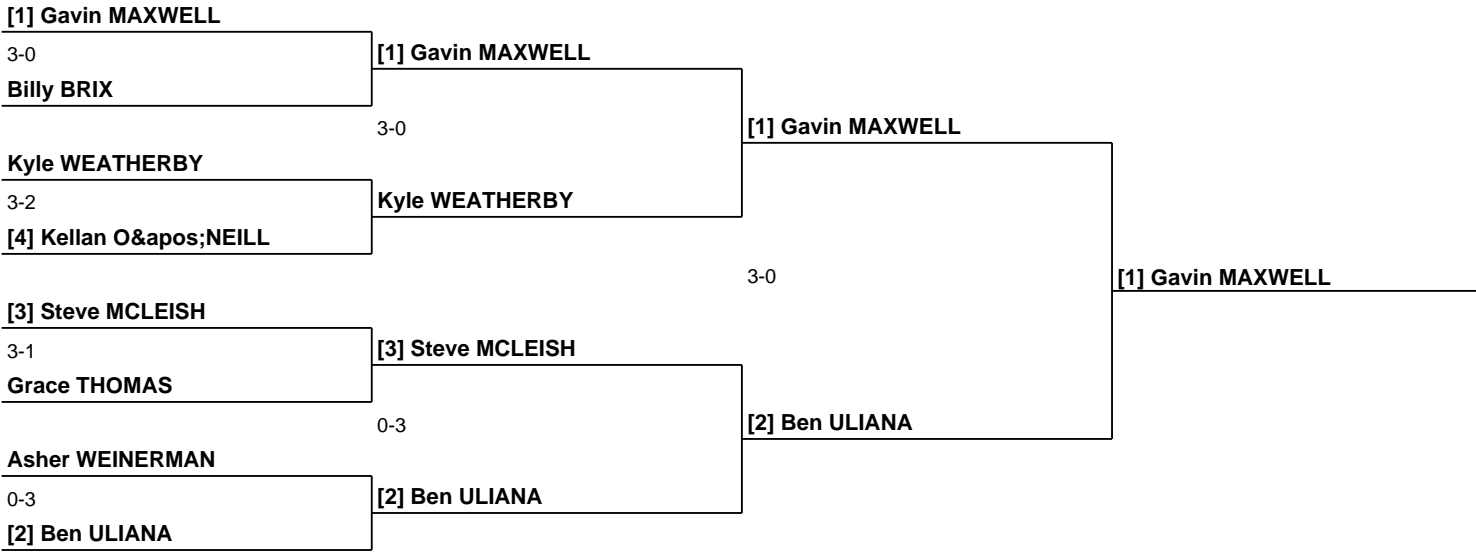 [1] Gavin MAXWELL
3-0
[1] Gavin MAXWELL
Billy BRIX
3-0
[1] Gavin MAXWELL
Kyle WEATHERBY
3-2
Kyle WEATHERBY
[4] Kellan O&apos;NEILL
3-0
[1] Gavin MAXWELL
[3] Steve MCLEISH
3-1
[3] Steve MCLEISH
Grace THOMAS
0-3
[2] Ben ULIANA
Asher WEINERMAN
0-3
[2] Ben ULIANA
[2] Ben ULIANA